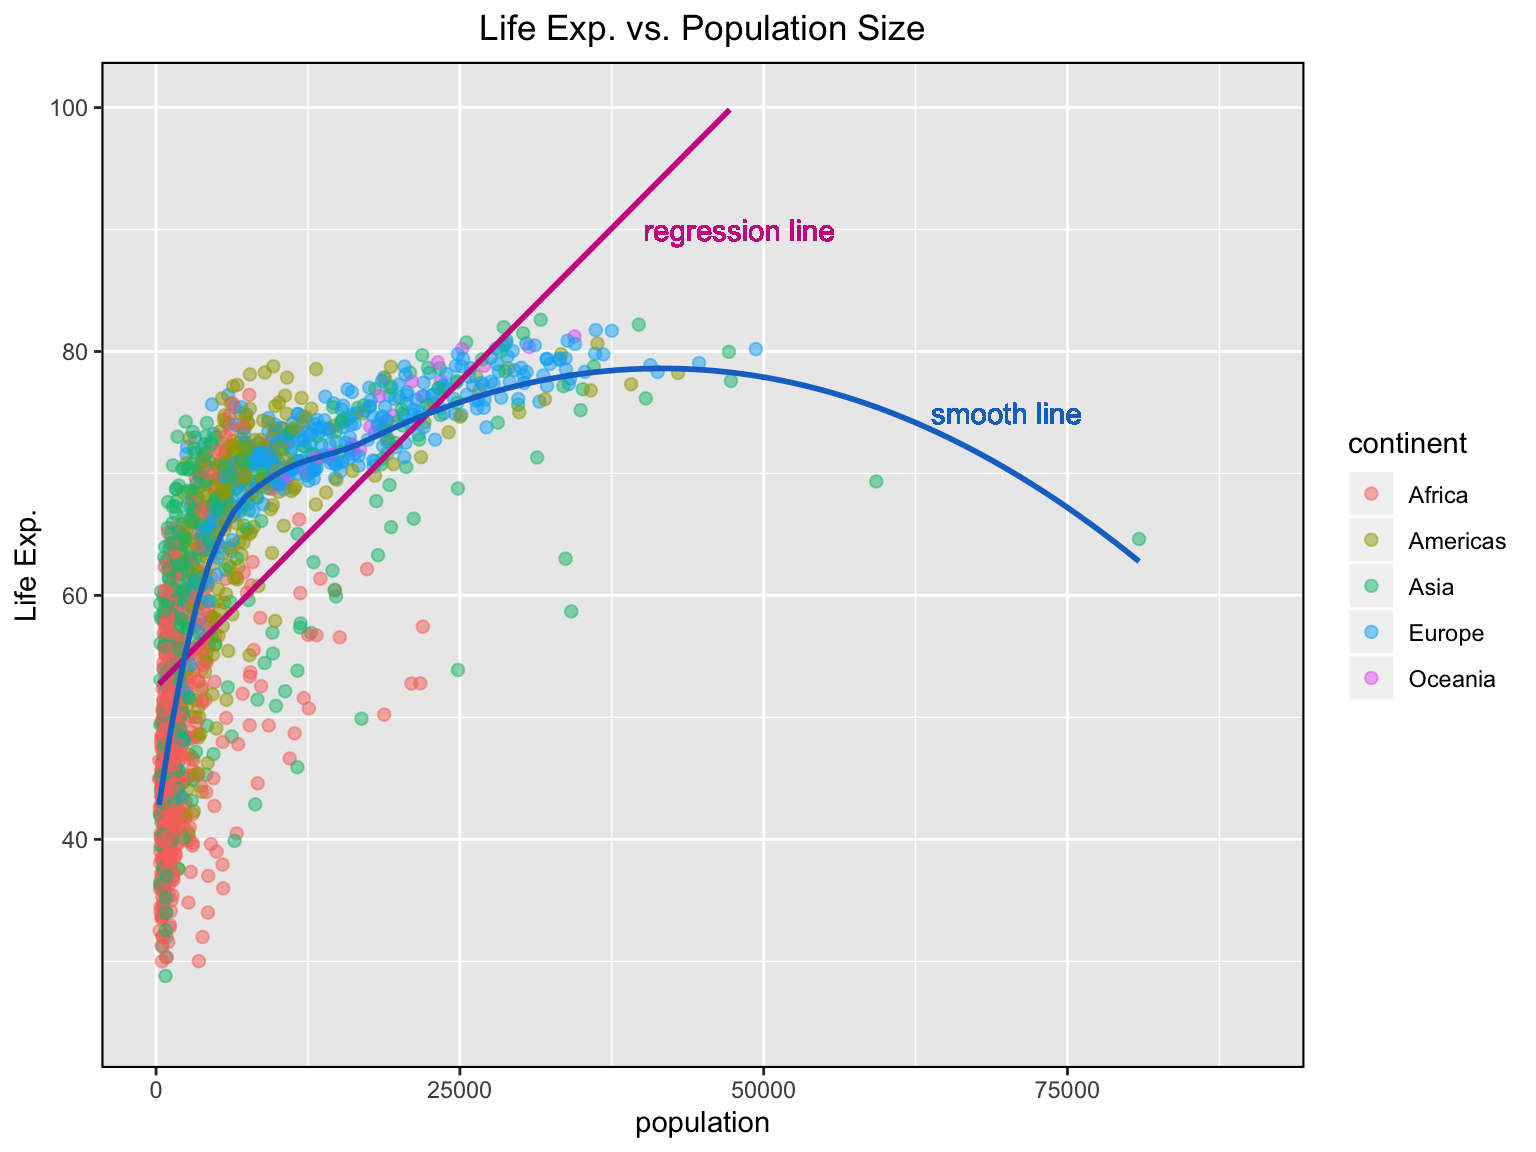 Life Exp. vs. Population Size
100
80
60
40
Life Exp.
regression line
smooth line
0 25000 50000 75000
population
continent
Africa
Americas
Asia
Europe
Oceania